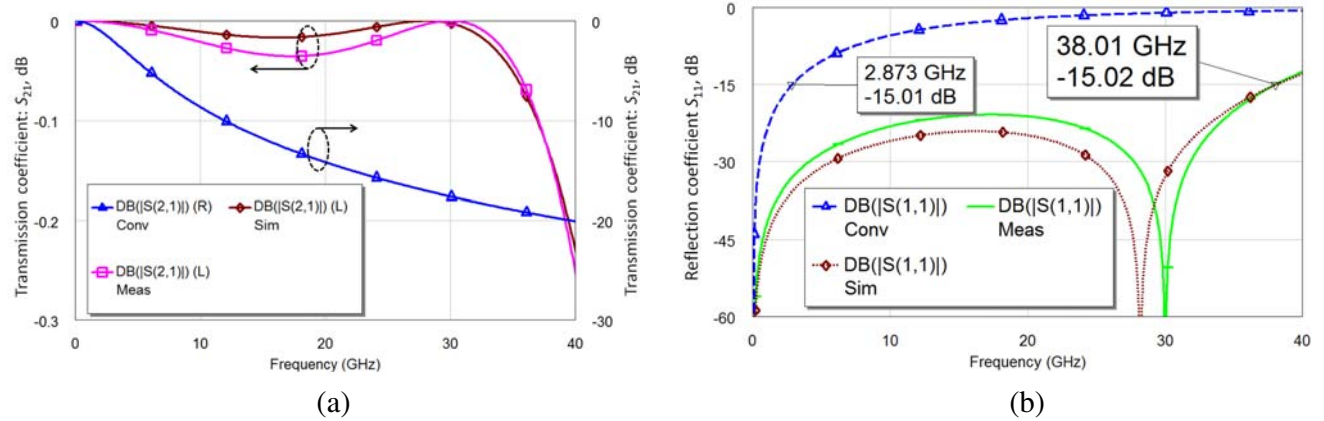 0
-0.1
-0.2
-0.3
Transmission coefficient: S21, dB
0
-10
-20
-30
Transmission coefficient: S21, dB
DB(|S(2,1)|) (R)
Conv
DB(|S(2,1)|) (L)
Sim
DB(|S(2,1)|) (L)
Meas
0 10 20 30 40
Frequency (GHz)
(a)
0
-15
-30
-45
-60
Reflection coefficient S11, dB
2.873 GHz
-15.01 dB
38.01 GHz
-15.02 dB
DB(|S(1,1)|)
Conv
DB(|S(1,1)|)
Meas
DB(|S(1,1)|)
Sim
0 10 20 30 40
Frequency (GHz)
(b)